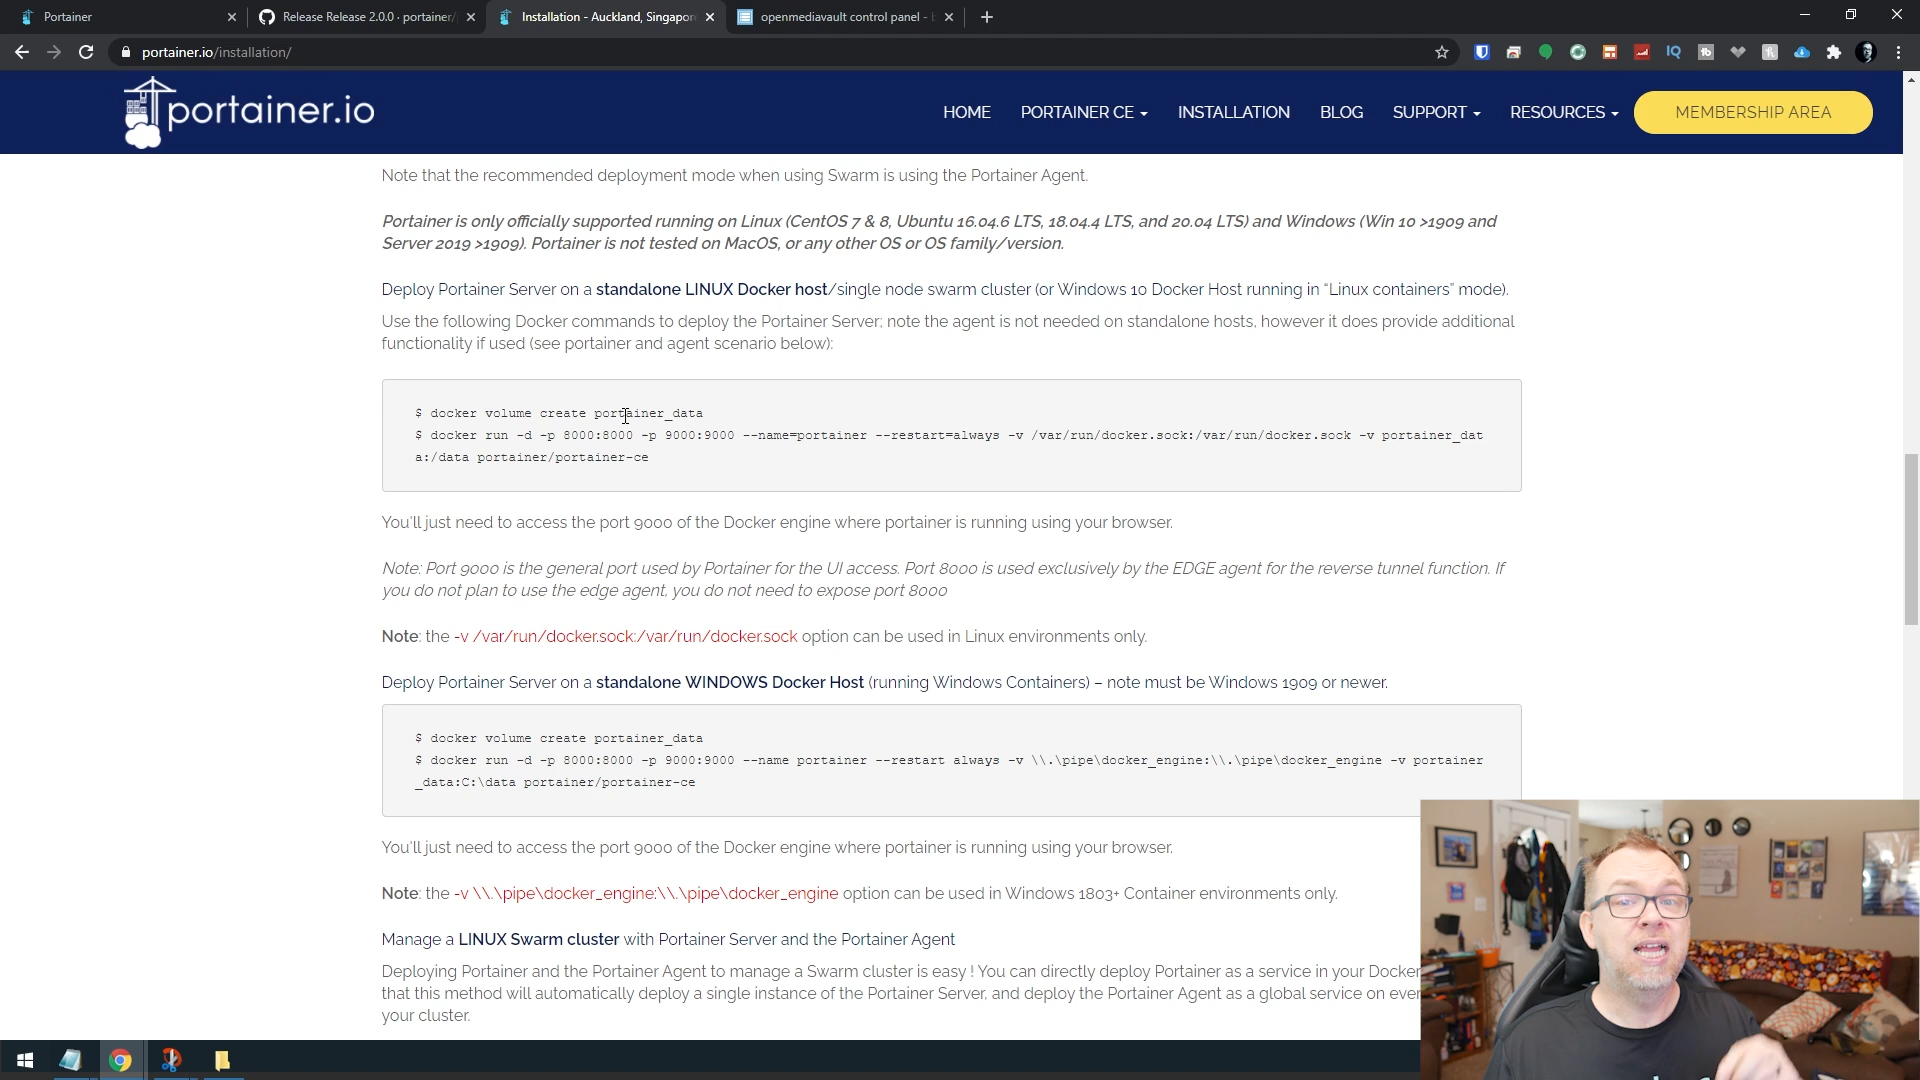 Portainer
Release Release 2.0.0 · portainer/
Installation - Auckland, Singapor
openmediavault control panel -
portainer.io/installation/
portainer.io
HOME
PORTAINER CE
INSTALLATION
BLOG
SUPPORT
RESOURCES
MEMBERSHIP AREA
Note that the recommended deployment mode when using Swarm is using the Portainer Agent.
Portainer is only officially supported running on Linux (CentOS 7 & 8, Ubuntu 16.04.6 LTS, 18.04.4 LTS, and 20.04 LTS) and Windows (Win 10 >1909 and
Server 2019 >1909). Portainer is not tested on MacOS, or any other OS or OS family/version.
Deploy Portainer Server on a standalone LINUX Docker host/single node swarm cluster (or Windows 10 Docker Host running in “Linux containers” mode).
Use the following Docker commands to deploy the Portainer Server; note the agent is not needed on standalone hosts, however it does provide additional
functionality if used (see portainer and agent scenario below):
$ docker volume create portainer_data
$ docker run -d -p 8000:8000 -p 9000:9000 --name=portainer --restart=always -v /var/run/docker.sock:/var/run/docker.sock -v portainer_dat
a:/data portainer/portainer-ce
You'll just need to access the port 9000 of the Docker engine where portainer is running using your browser.
Note: Port 9000 is the general port used by Portainer for the UI access. Port 8000 is used exclusively by the EDGE agent for the reverse tunnel function. If
you do not plan to use the edge agent, you do not need to expose port 8000
Note: the -v /var/run/docker.sock:/var/run/docker.sock option can be used in Linux environments only.
Deploy Portainer Server on a standalone WINDOWS Docker Host (running Windows Containers) – note must be Windows 1909 or newer.
$ docker volume create portainer_data
$ docker run -d -p 8000:8000 -p 9000:9000 --name portainer --restart always -v \\.\pipe\docker_engine:\\.\pipe\docker_engine -v portainer
_data:C:\data portainer/portainer-ce
You'll just need to access the port 9000 of the Docker engine where portainer is running using your browser.
Note: the -v \\.\pipe\docker_engine:\\.\pipe\docker_engine option can be used in Windows 1803+ Container environments only.
Manage a LINUX Swarm cluster with Portainer Server and the Portainer Agent
Deploying Portainer and the Portainer Agent to manage a Swarm cluster is easy ! You can directly deploy Portainer as a service in your Docker
that this method will automatically deploy a single instance of the Portainer Server, and deploy the Portainer Agent as a global service on ever
your cluster.